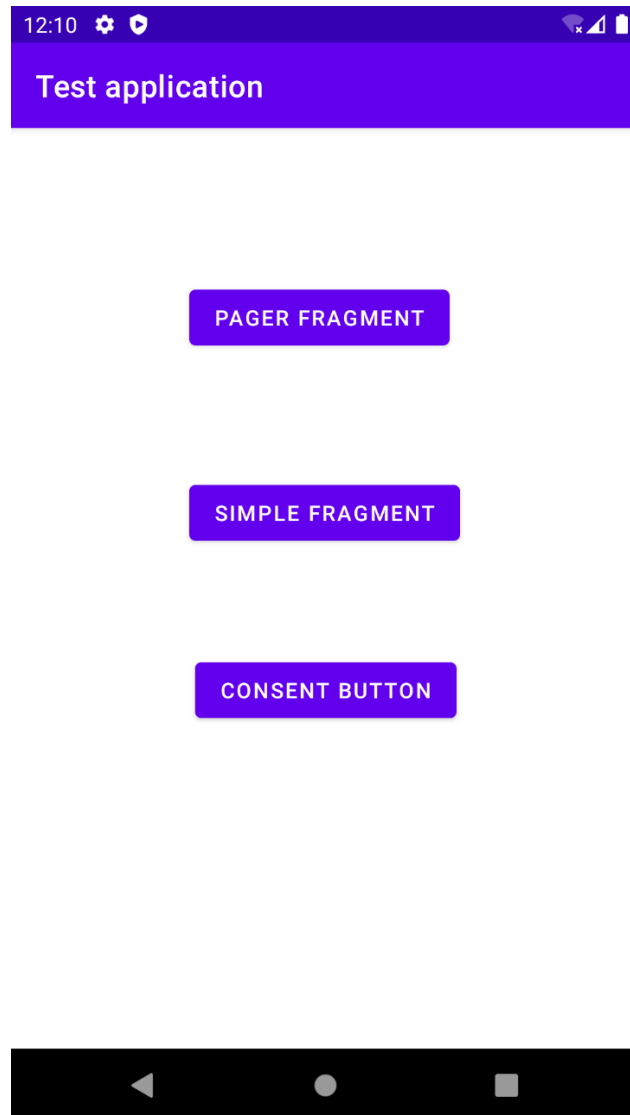 12:10
Test application
PAGER FRAGMENT
SIMPLE FRAGMENT
CONSENT BUTTON